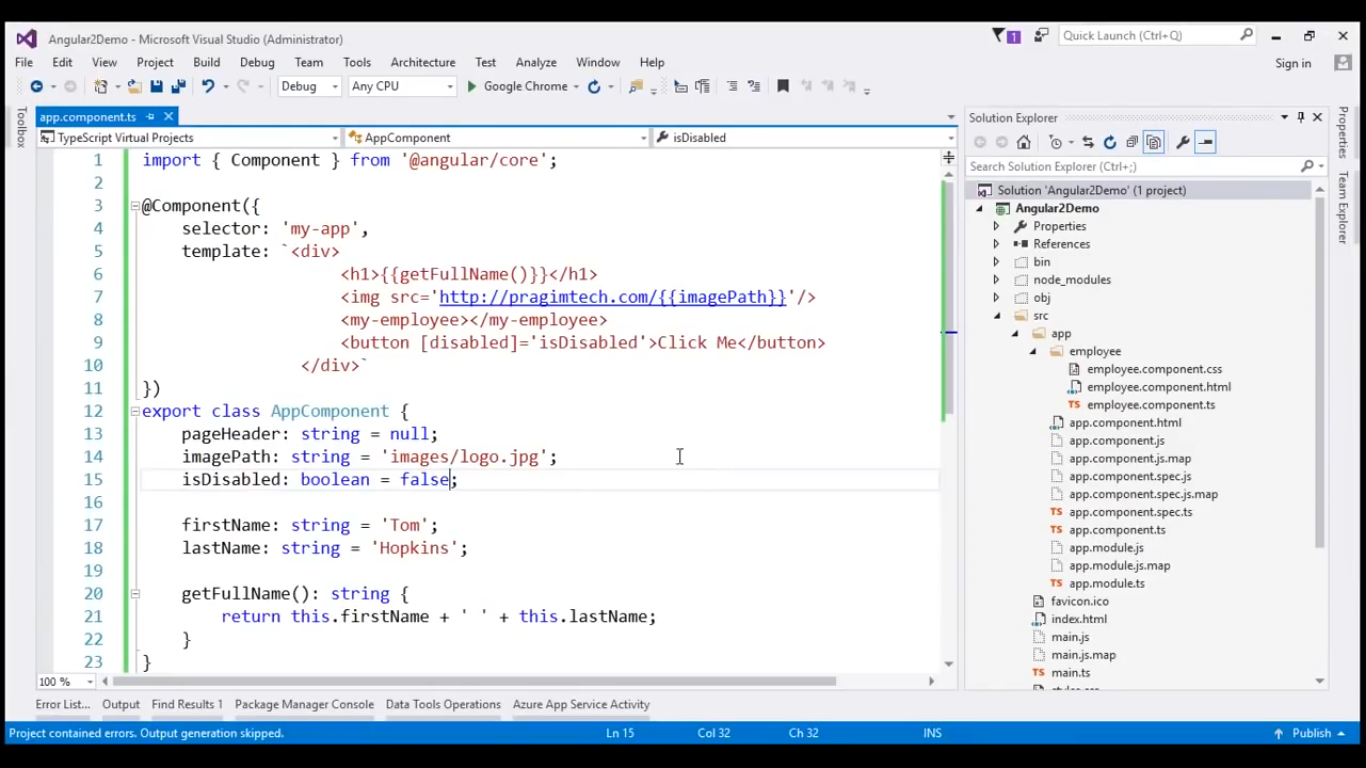 Angular2Demo - Microsoft Visual Studio (Administrator)
1
Quick Launch (Ctrl+Q)
File Edit View Project Build Debug Team Tools Architecture Test Analyze Window Help
Sign in
Debug Any CPU Google Chrome
Toolbox
app.component.ts
TypeScript Virtual Projects AppComponent isDisabled
1 import { Component } from '@angular/core';
2
3 @Component({
4 selector: 'my-app',
5 template: `<div>
6 <h1>{{getFullName()}}</h1>
7 <img src='http://pragimtech.com/{{imagePath}}'/>
8 <my-employee></my-employee>
9 <button [disabled]='isDisabled'>Click Me</button>
10 </div>`
11 })
12 export class AppComponent {
13 pageHeader: string = null;
14 imagePath: string = 'images/logo.jpg';
15 isDisabled: boolean = false;
16
17 firstName: string = 'Tom';
18 lastName: string = 'Hopkins';
19
20 getFullName(): string {
21 return this.firstName + ' ' + this.lastName;
22 }
23 }
100 %
Solution Explorer
Search Solution Explorer (Ctrl+;)
Solution 'Angular2Demo' (1 project)
Angular2Demo
Properties
References
bin
node_modules
obj
src
app
employee
employee.component.css
employee.component.html
TS employee.component.ts
app.component.html
app.component.js
app.component.js.map
app.component.spec.js
app.component.spec.js.map
TS app.component.spec.ts
TS app.component.ts
app.module.js
app.module.js.map
TS app.module.ts
favicon.ico
index.html
main.js
main.js.map
TS main.ts
Properties
Team Explorer
Error List... Output Find Results 1 Package Manager Console Data Tools Operations Azure App Service Activity
Project contained errors. Output generation skipped. Ln 15 Col 32 Ch 32 INS Publish